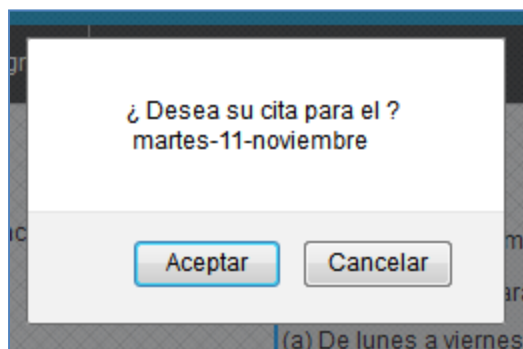 ¿ Desea su cita para el ?
martes-11-noviembre
Aceptar
Cancelar
(a) De lunes a viernes